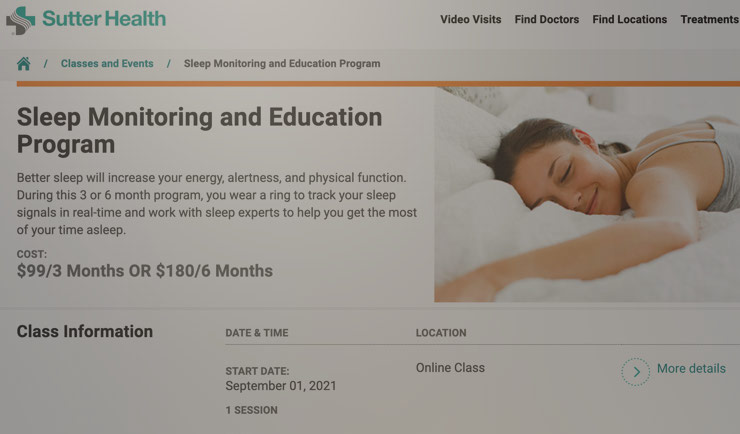 Sutter Health
Video Visits Find Doctors Find Locations Treatments
/ Classes and Events / Sleep Monitoring and Education Program
Sleep Monitoring and Education
Program
Better sleep will increase your energy, alertness, and physical function.
During this 3 or 6 month program, you wear a ring to track your sleep
signals in real-time and work with sleep experts to help you get the most
of your time asleep.
COST:
$99/3 Months OR $180/6 Months
Class Information
DATE & TIME
LOCATION
START DATE:
September 01, 2021
1 SESSION
Online Class
More details